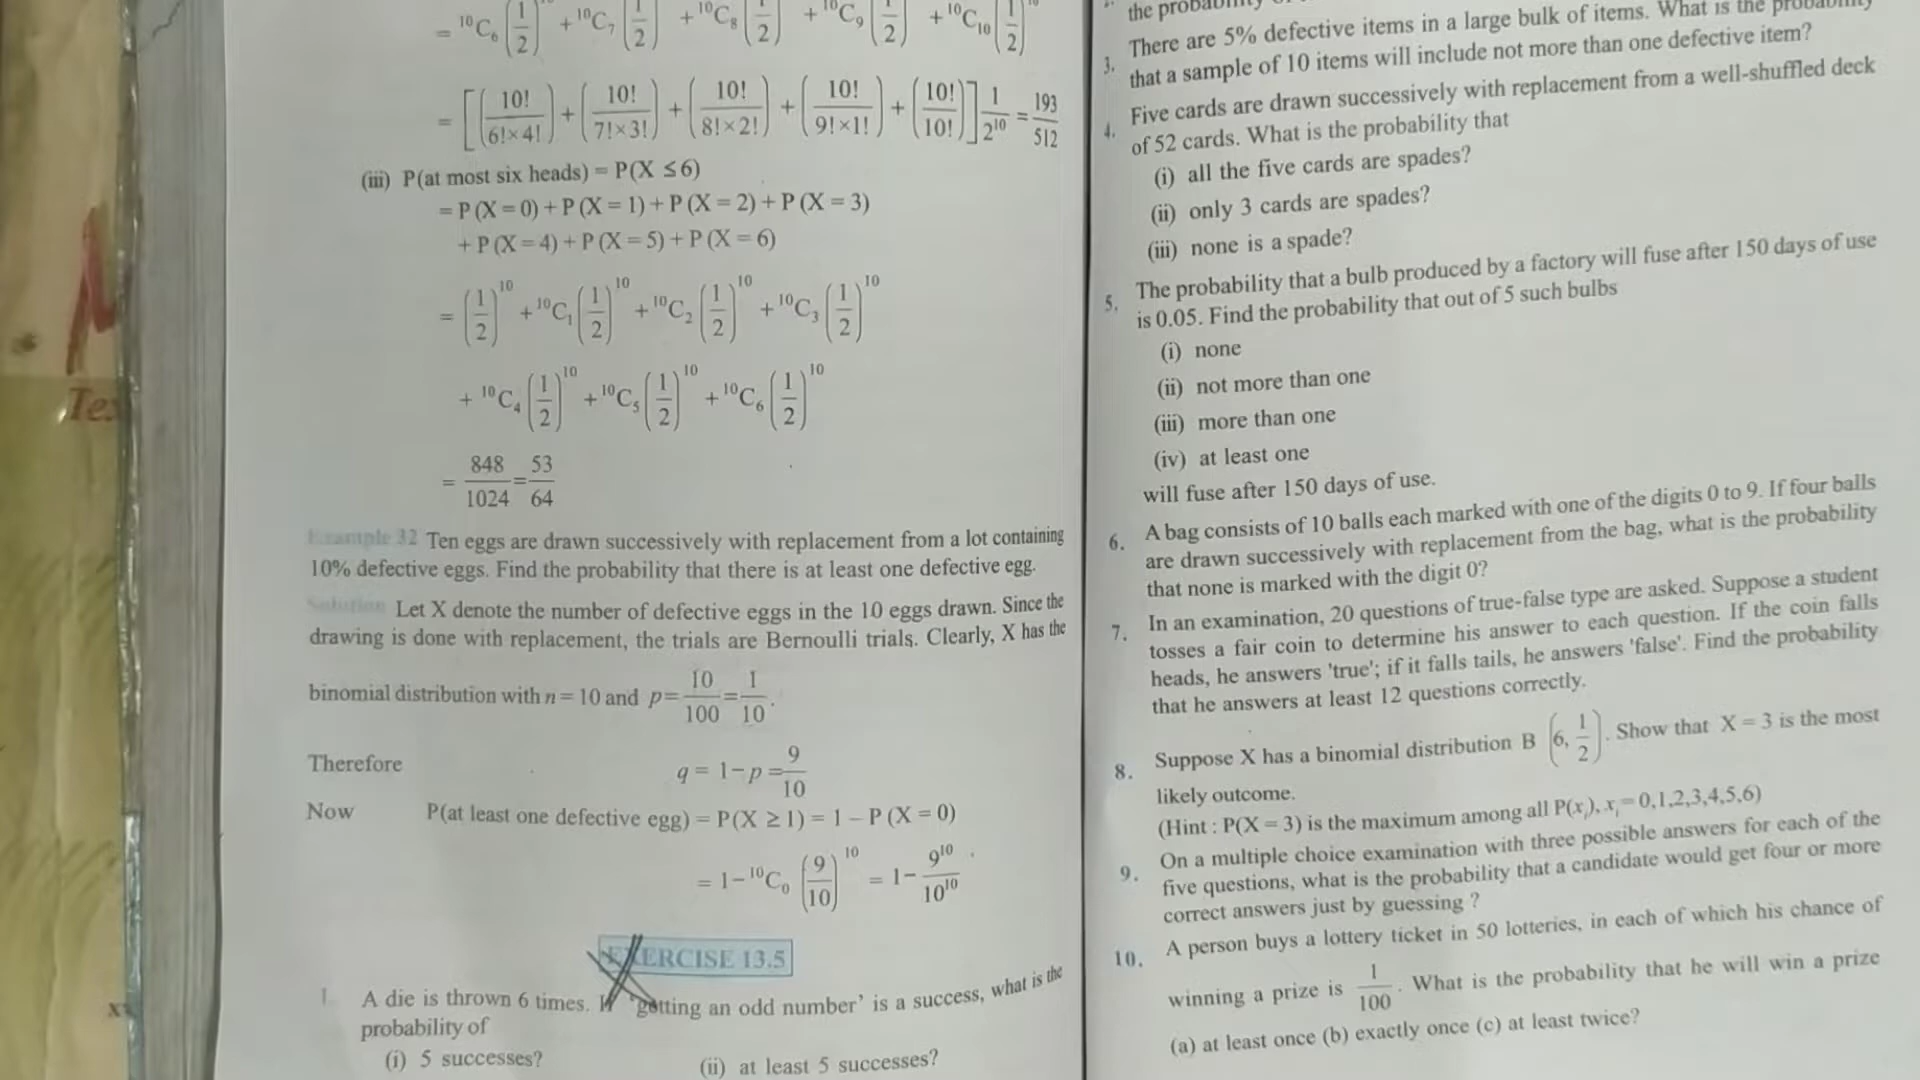 = ¹⁰C₆ (1/2)¹⁰ + ¹⁰C₇ (1/2) + ¹⁰C₈ (1/2) + ¹⁰C₉ (1/2) + ¹⁰C₁₀ (1/2)¹⁰
= [(10!/6!×4!) + (10!/7!×3!) + (10!/8!×2!) + (10!/9!×1!) + (10!/10!)] 1/2¹⁰ = 193/512
(iii) P(at most six heads) = P(X ≤ 6)
= P (X = 0) + P (X = 1) + P (X = 2) + P (X = 3)
+ P (X = 4) + P (X = 5) + P (X = 6)
= (1/2)¹⁰ + ¹⁰C₁ (1/2)¹⁰ + ¹⁰C₂ (1/2)¹⁰ + ¹⁰C₃ (1/2)¹⁰
+ ¹⁰C₄ (1/2)¹⁰ + ¹⁰C₅ (1/2)¹⁰ + ¹⁰C₆ (1/2)¹⁰
= 848/1024 = 53/64
Example 32 Ten eggs are drawn successively with replacement from a lot containing
10% defective eggs. Find the probability that there is at least one defective egg.
Solution Let X denote the number of defective eggs in the 10 eggs drawn. Since the
drawing is done with replacement, the trials are Bernoulli trials. Clearly, X has the
binomial distribution with n = 10 and p = 10/100 = 1/10.
Therefore q = 1 – p = 9/10
Now P(at least one defective egg) = P(X ≥ 1) = 1 – P (X = 0)
= 1 – ¹⁰C₀ (9/10)¹⁰ = 1 – 9¹⁰/10¹⁰
EXERCISE 13.5
1. A die is thrown 6 times. If 'getting an odd number' is a success, what is the
probability of
(i) 5 successes? (ii) at least 5 successes?
the probability
3. There are 5% defective items in a large bulk of items. What is the probability
that a sample of 10 items will include not more than one defective item?
4. Five cards are drawn successively with replacement from a well-shuffled deck
of 52 cards. What is the probability that
(i) all the five cards are spades?
(ii) only 3 cards are spades?
(iii) none is a spade?
5. The probability that a bulb produced by a factory will fuse after 150 days of use
is 0.05. Find the probability that out of 5 such bulbs
(i) none
(ii) not more than one
(iii) more than one
(iv) at least one
will fuse after 150 days of use.
6. A bag consists of 10 balls each marked with one of the digits 0 to 9. If four balls
are drawn successively with replacement from the bag, what is the probability
that none is marked with the digit 0?
7. In an examination, 20 questions of true-false type are asked. Suppose a student
tosses a fair coin to determine his answer to each question. If the coin falls
heads, he answers 'true'; if it falls tails, he answers 'false'. Find the probability
that he answers at least 12 questions correctly.
8. Suppose X has a binomial distribution B (6, 1/2). Show that X = 3 is the most
likely outcome.
(Hint : P(X = 3) is the maximum among all P(xᵢ), xᵢ = 0,1,2,3,4,5,6)
9. On a multiple choice examination with three possible answers for each of the
five questions, what is the probability that a candidate would get four or more
correct answers just by guessing ?
10. A person buys a lottery ticket in 50 lotteries, in each of which his chance of
winning a prize is 1/100. What is the probability that he will win a prize
(a) at least once (b) exactly once (c) at least twice?